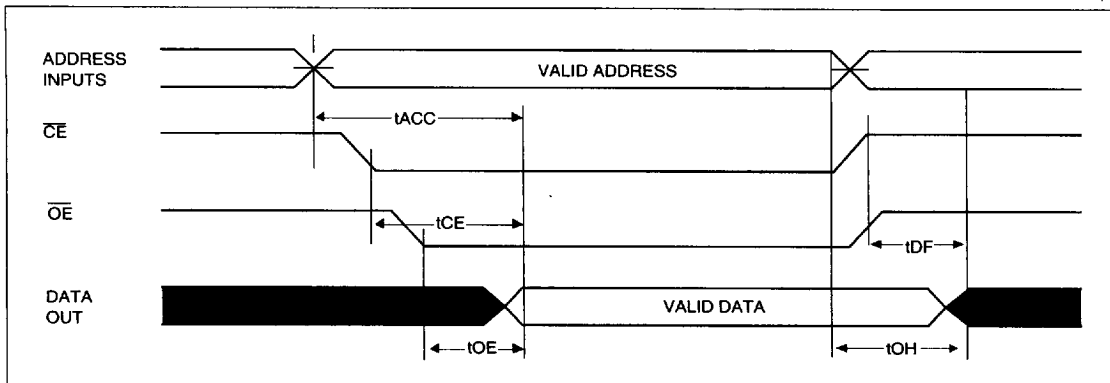 ADDRESS
INPUTS
VALID ADDRESS
tACC
CE
tCE
OE
tDF
DATA
OUT
VALID DATA
tOE
tOH